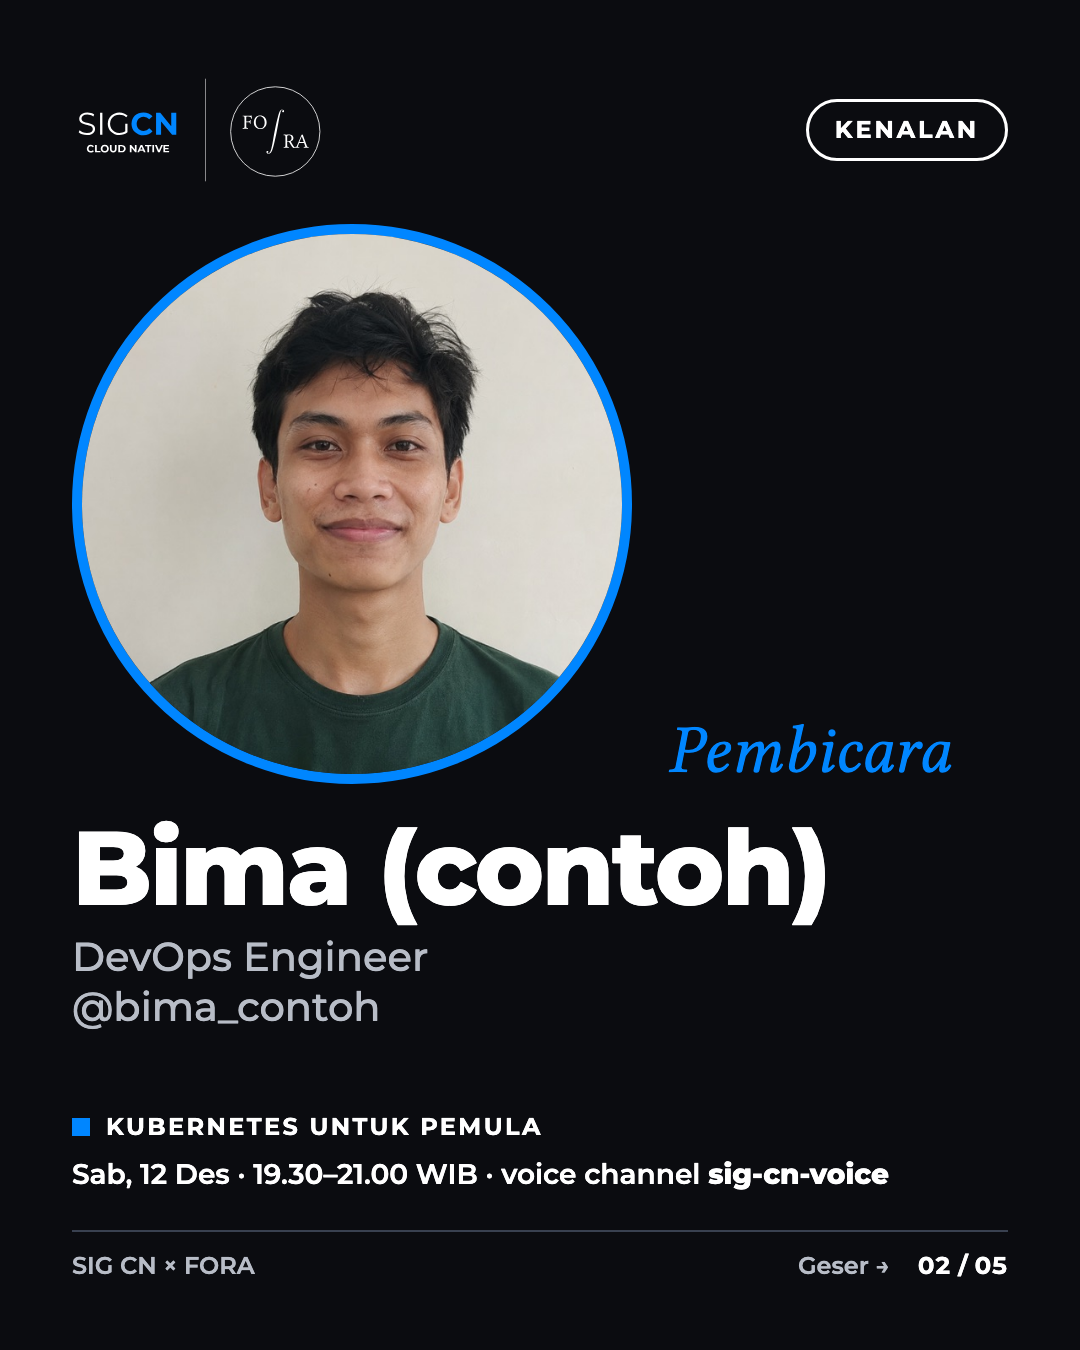 SIGCN
CLOUD NATIVE
FO RA
KENALAN
Pembicara
Bima (contoh)
DevOps Engineer
@bima_contoh
KUBERNETES UNTUK PEMULA
Sab, 12 Des · 19.30–21.00 WIB · voice channel sig-cn-voice
SIG CN × FORA
Geser → 02 / 05